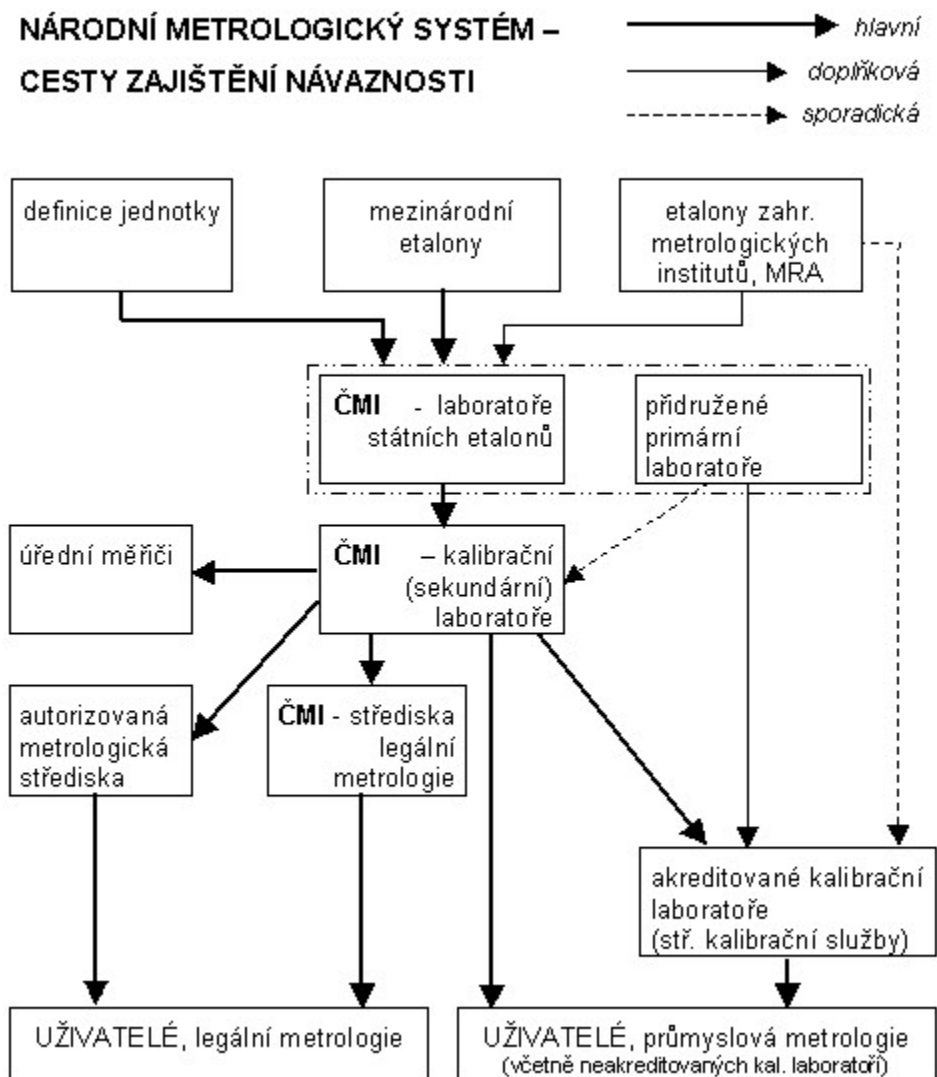 NÁRODNÍ METROLOGICKÝ SYSTÉM –
CESTY ZAJIŠTĚNÍ NÁVAZNOSTI
hlavní
doplňková
sporadická
definice jednotky
mezinárodní
etalony
etalony zahr.
metrologických
institutů, MRA
ČMI - laboratoře
státních etalonů
přidružené
primární
laboratoře
úřední měřiči
ČMI – kalibrační
(sekundární)
laboratoře
autorizovaná
metrologická
střediska
ČMI - střediska
legální
metrologie
akreditované kalibrační
laboratoře
(stř. kalibrační služby)
UŽIVATELÉ, legální metrologie
UŽIVATELÉ, průmyslová metrologie
(včetně neakreditovaných kal. laboratoří)